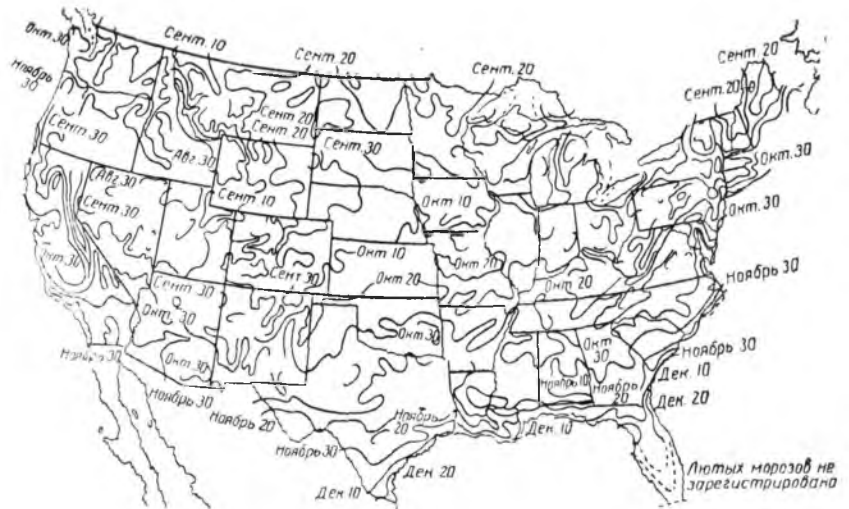 Окт. 30
Сент. 10
Сент. 20
Сент. 20
Сент. 20
Сент. 20
Ноябрь 30
Сент. 20
Сент. 20
Сент. 30
Авг. 30
Сент. 30
Окт. 30
Авг 30
Сент. 10
Окт 10
Сент. 30
Окт. 30
Окт. 30
Окт 10
Окт 20
Сент. 30
Сент 30
Окт 20
Окт 20
Ноябрь 30
Окт. 30
Окт 30
Окт 30
Ноябрь 30
Окт. 30
Ноябрь 30
Ноябрь 10
Ноябрь 20
Дек. 10
Ноябрь 30
Дек. 20
Ноябрь 20
Ноябрь 20
Дек. 10
Ноябрь 30
Дек. 20
Дек. 10
Лютых морозов не
зарегистрировано